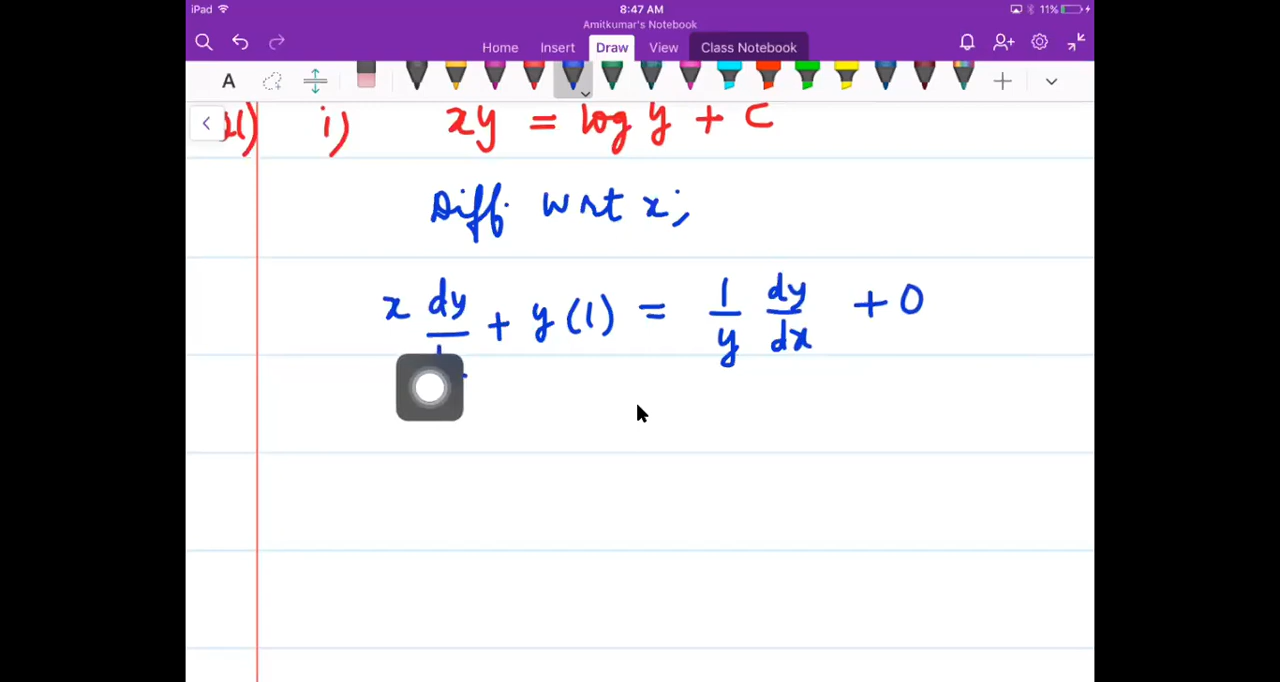 iPad 8:47 AM 11%
Amitkumar's Notebook
Home Insert Draw View Class Notebook
A
i) xy = log y + c
Diff. wrt x;
x dy/ + y(1) = 1/y dy/dx + 0